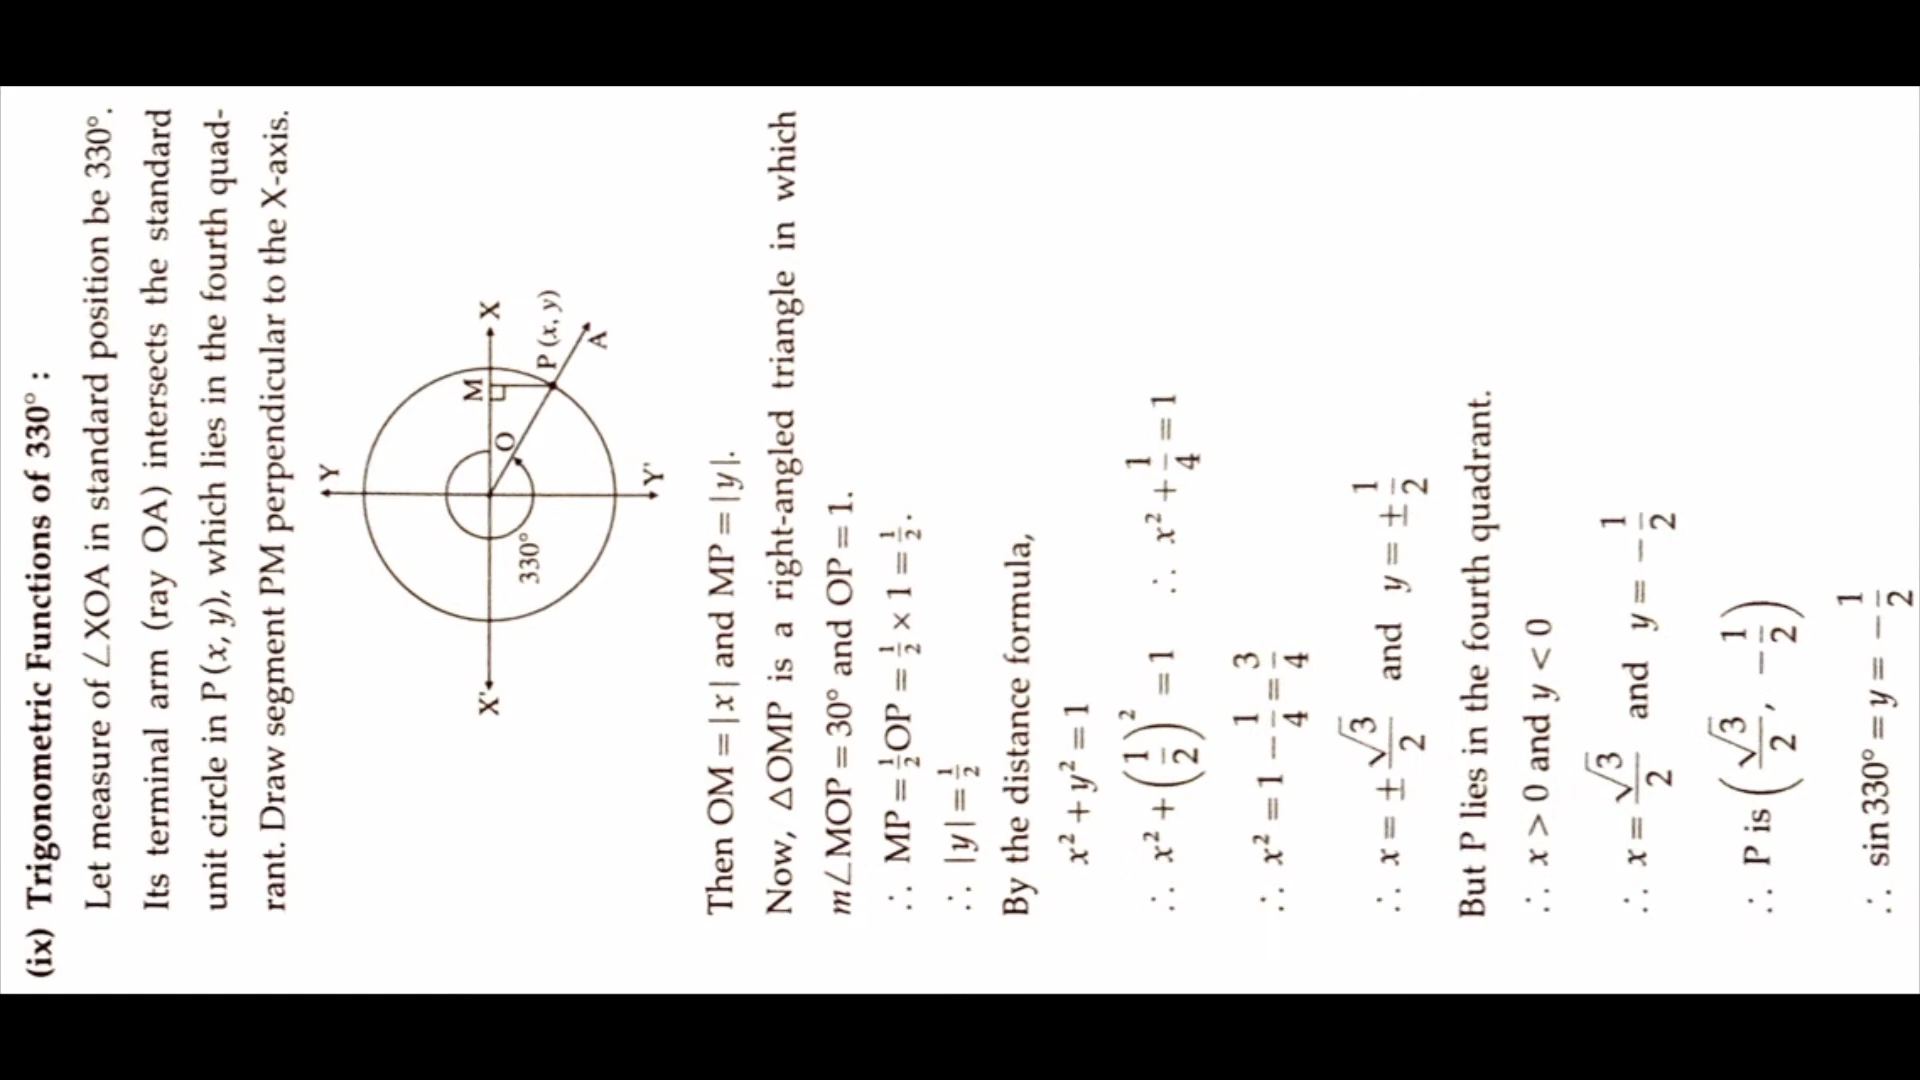 (ix) Trigonometric Functions of 330° :
Let measure of ∠XOA in standard position be 330°.
Its terminal arm (ray OA) intersects the standard
unit circle in P (x, y), which lies in the fourth quad-
rant. Draw segment PM perpendicular to the X-axis.
Y
X'
O
M
X
330°
P (x, y)
A
Y'
Then OM = |x| and MP = |y|.
Now, △OMP is a right-angled triangle in which
m∠MOP = 30° and OP = 1.
∴ MP = 1/2 OP = 1/2 × 1 = 1/2.
∴ |y| = 1/2
By the distance formula,
x² + y² = 1
∴ x² + (1/2)² = 1 ∴ x² + 1/4 = 1
∴ x² = 1 − 1/4 = 3/4
∴ x = ± √3/2 and y = ± 1/2
But P lies in the fourth quadrant.
∴ x > 0 and y < 0
∴ x = √3/2 and y = − 1/2
∴ P is (√3/2, − 1/2)
∴ sin 330° = y = − 1/2